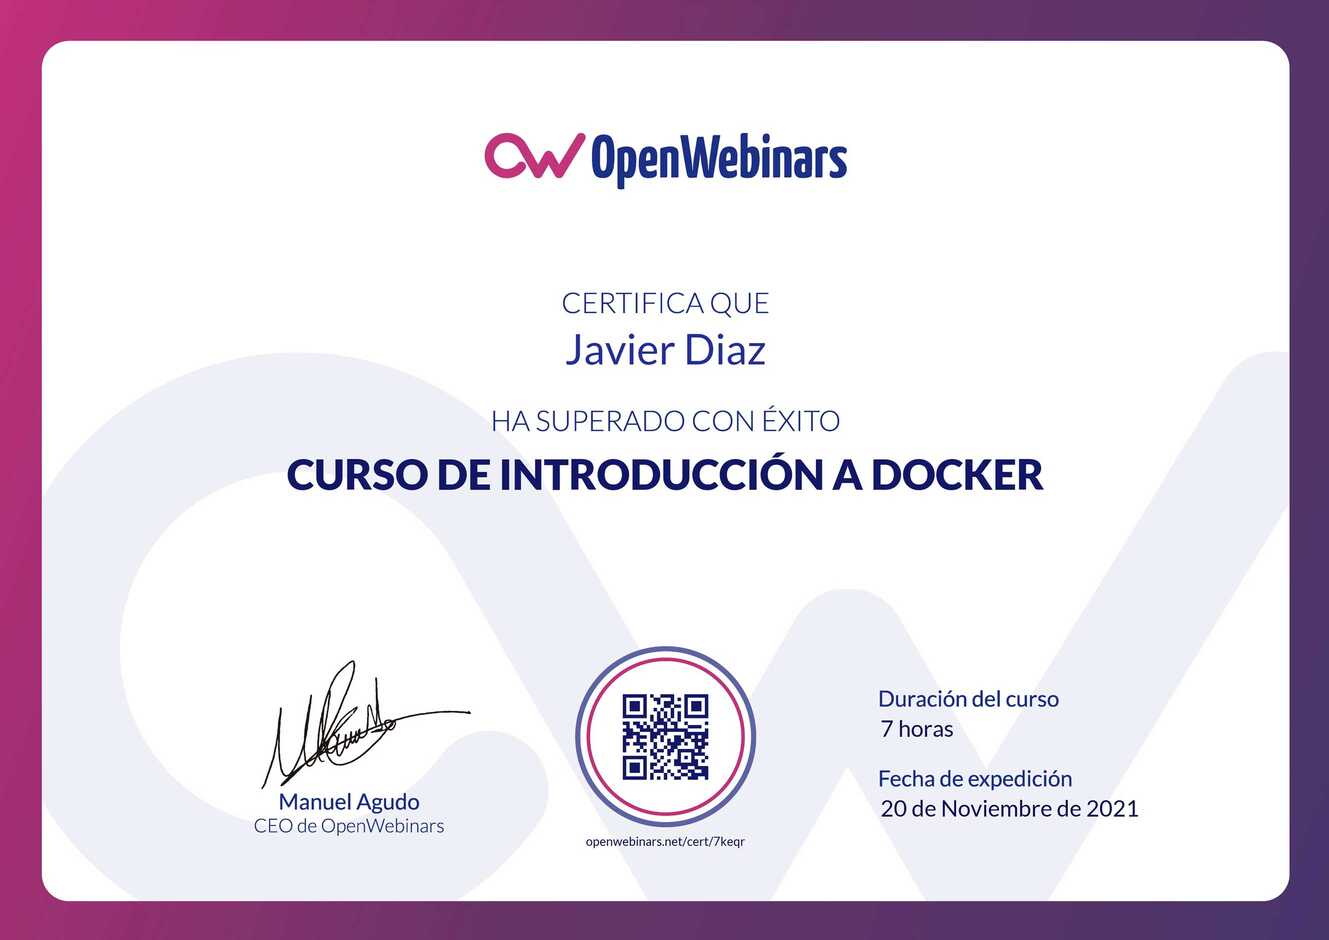 OpenWebinars
CERTIFICA QUE
Javier Diaz
HA SUPERADO CON ÉXITO
CURSO DE INTRODUCCIÓN A DOCKER
Manuel Agudo
CEO de OpenWebinars
openwebinars.net/cert/7keqr
Duración del curso
7 horas
Fecha de expedición
20 de Noviembre de 2021